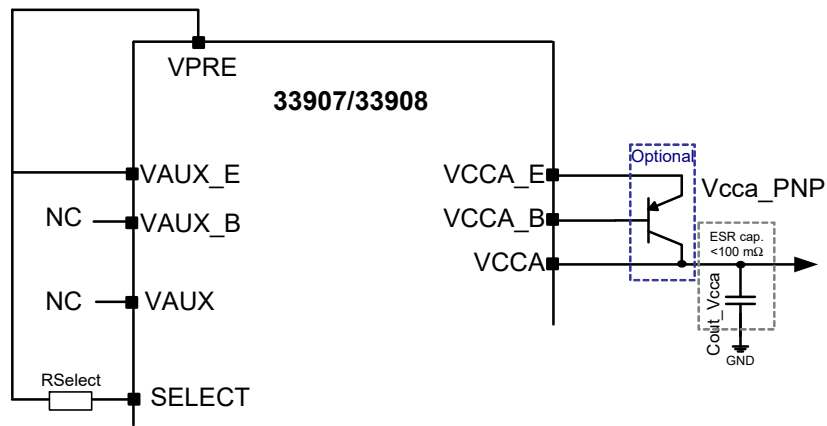 VPRE
33907/33908
Optional
VAUX_E
VCCA_E
Vcca_PNP
NC
VAUX_B
VCCA_B
ESR cap.
<100 mΩ
VCCA
NC
VAUX
Cout_Vcca
GND
RSelect
SELECT